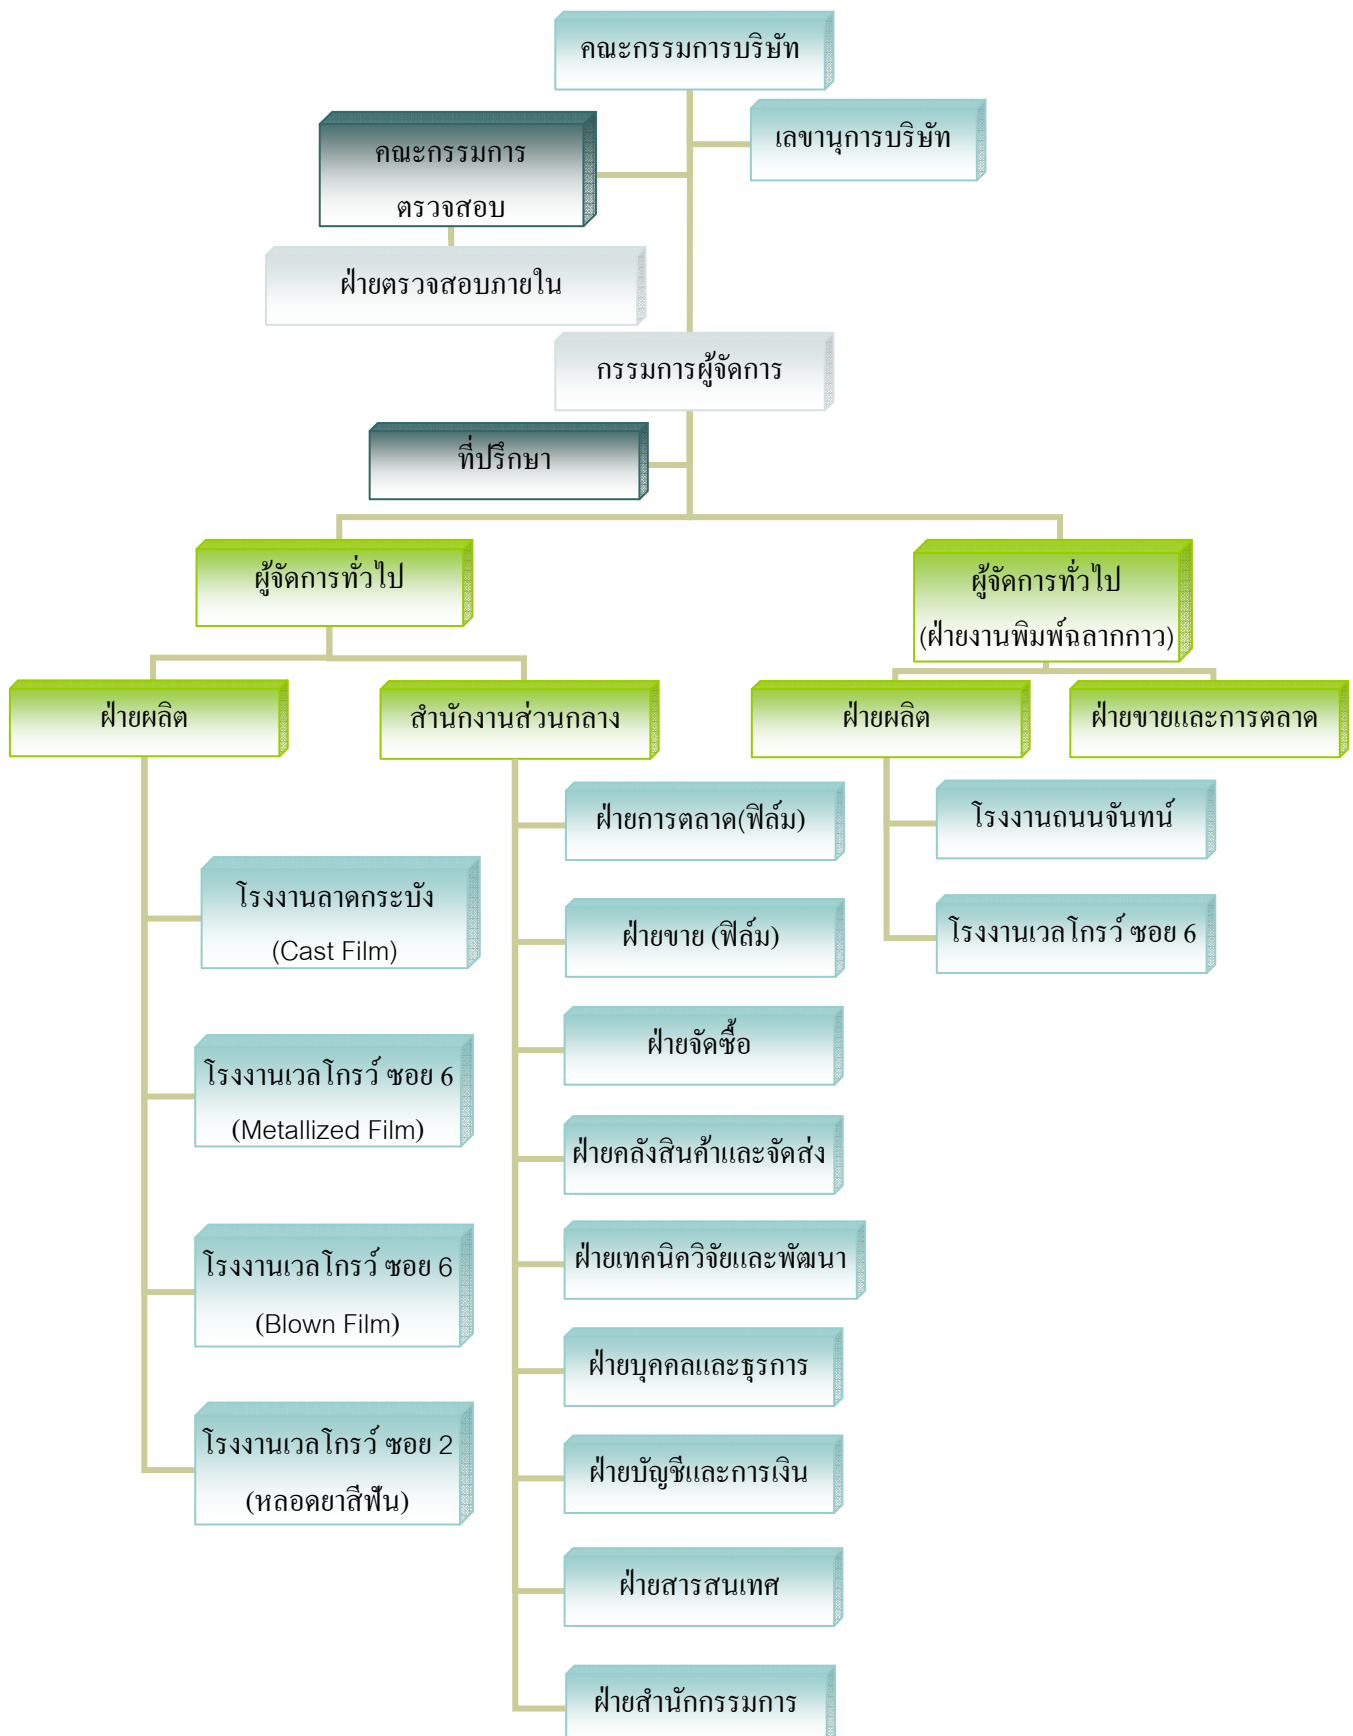 คณะกรรมการบริษัท
เลขานุการบริษัท
คณะกรรมการ
ตรวจสอบ
ฝ่ายตรวจสอบภายใน
กรรมการผู้จัดการ
ที่ปรึกษา
ผู้จัดการทั่วไป
ผู้จัดการทั่วไป
(ฝ่ายงานพิมพ์ฉลากกาว)
ฝ่ายผลิต
สำนักงานส่วนกลาง
ฝ่ายผลิต
ฝ่ายขายและการตลาด
โรงงานลาดกระบัง
(Cast Film)
โรงงานเวลโกรว์ ซอย 6
(Metallized Film)
โรงงานเวลโกรว์ ซอย 6
(Blown Film)
โรงงานเวลโกรว์ ซอย 2
(หลอดยาสีฟัน)
ฝ่ายการตลาด(ฟิล์ม)
ฝ่ายขาย (ฟิล์ม)
ฝ่ายจัดซื้อ
ฝ่ายคลังสินค้าและจัดส่ง
ฝ่ายเทคนิควิจัยและพัฒนา
ฝ่ายบุคคลและธุรการ
ฝ่ายบัญชีและการเงิน
ฝ่ายสารสนเทศ
ฝ่ายสำนักกรรมการ
โรงงานถนนจันทน์
โรงงานเวลโกรว์ ซอย 6